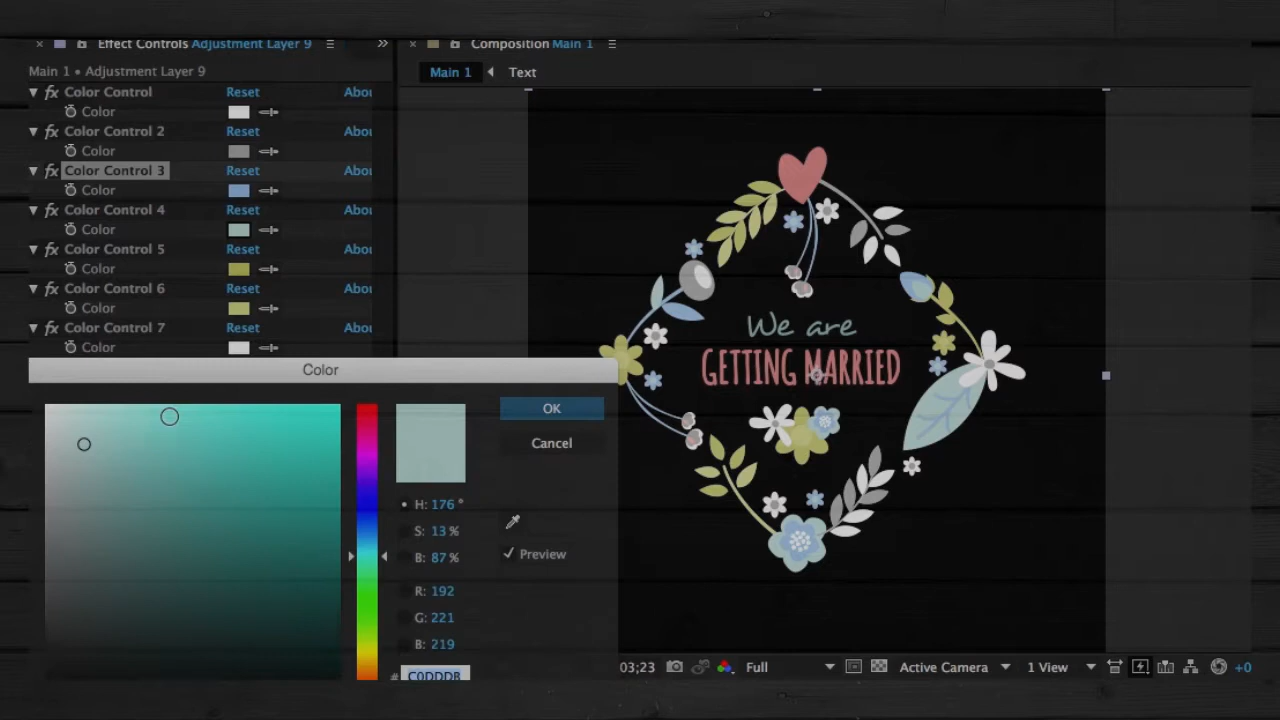 Effect Controls Adjustment Layer 9
Main 1 • Adjustment Layer 9
Color Control Reset Abou
Color
Color Control 2 Reset Abou
Color
Color Control 3 Reset Abou
Color
Color Control 4 Reset Abou
Color
Color Control 5 Reset Abou
Color
Color Control 6 Reset Abou
Color
Color Control 7 Reset Abou
Color
Composition Main 1
Main 1 Text
We are
GETTING MARRIED
Color
OK
Cancel
H: 176 °
S: 13 %
B: 87 %
Preview
R: 192
G: 221
B: 219
# C0DDDB
03;23 Full Active Camera 1 View +0